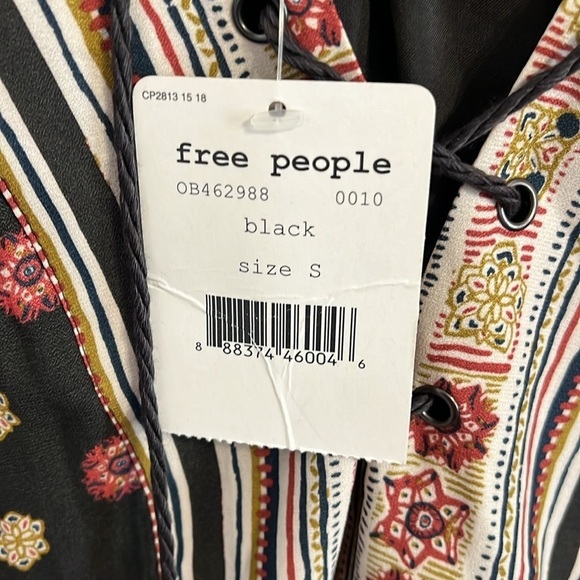 CP2813 15 18
free people
OB462988 0010
black
size S
8 88374 46004 6